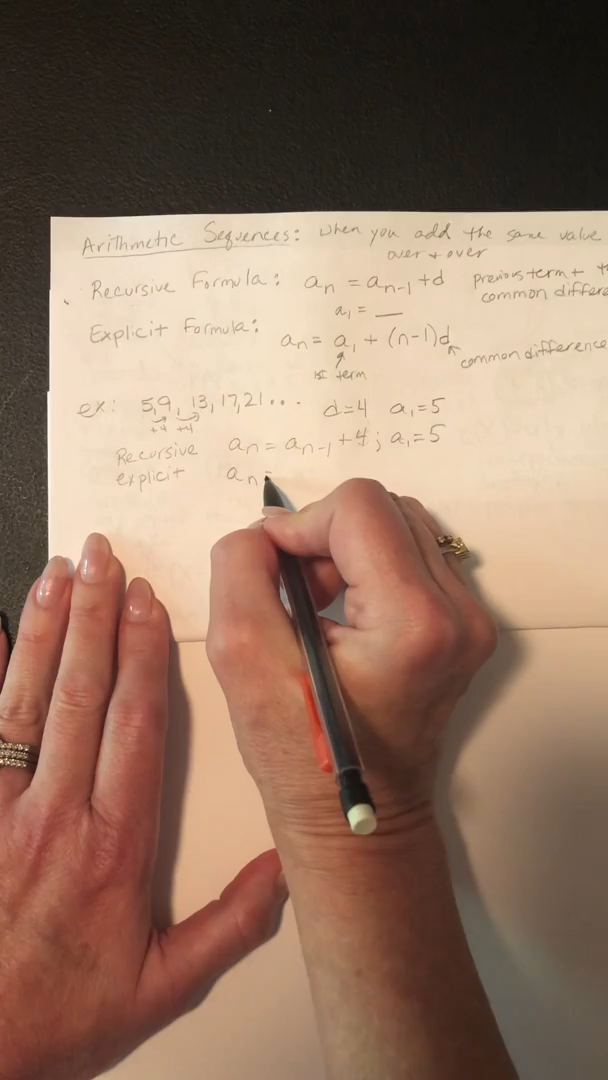 Arithmetic Sequences: when you add the same value
over + over
Recursive Formula: aₙ = aₙ₋₁ + d previous term +
common differe
a₁ = __
Explicit Formula: aₙ = a₁ + (n-1)d common difference
1st term
ex: 5, 9, 13, 17, 21... d=4 a₁=5
+4 +4
Recursive aₙ = aₙ₋₁ + 4; a₁=5
explicit aₙ=